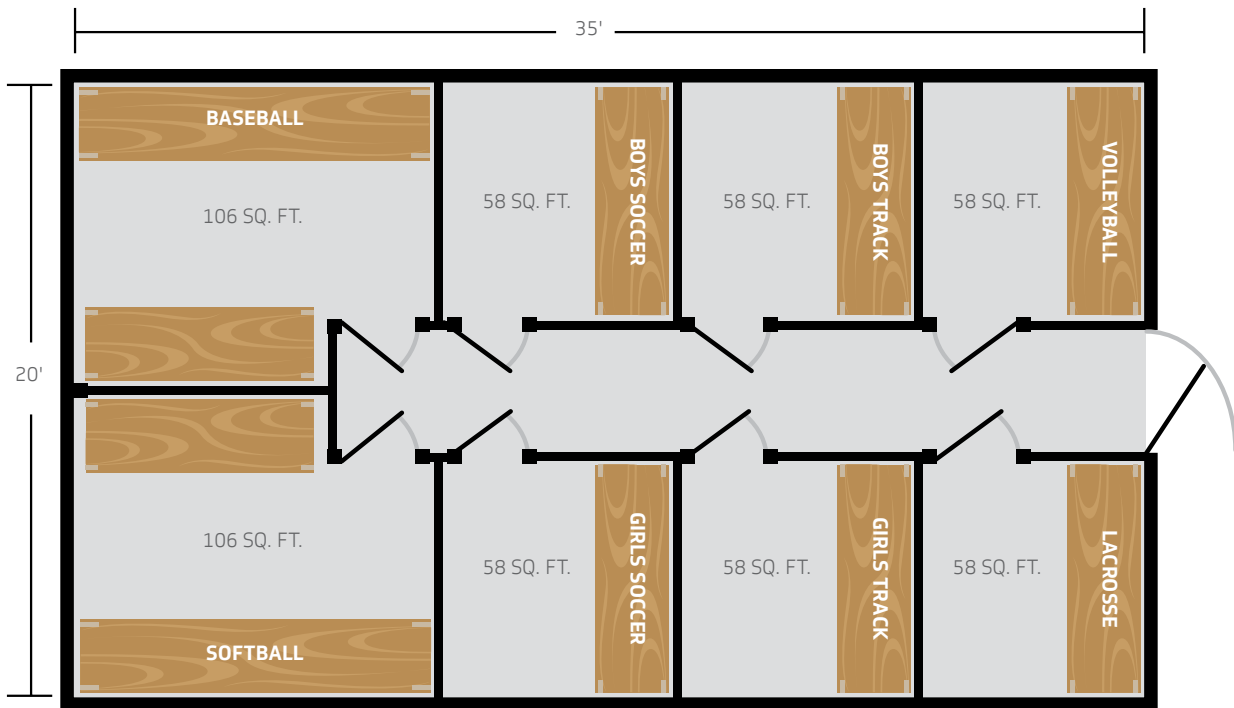 35'
BASEBALL
106 SQ. FT.
58 SQ. FT.
BOYS SOCCER
58 SQ. FT.
BOYS TRACK
58 SQ. FT.
VOLLEYBALL
20'
106 SQ. FT.
SOFTBALL
58 SQ. FT.
GIRLS SOCCER
58 SQ. FT.
GIRLS TRACK
58 SQ. FT.
LACROSSE